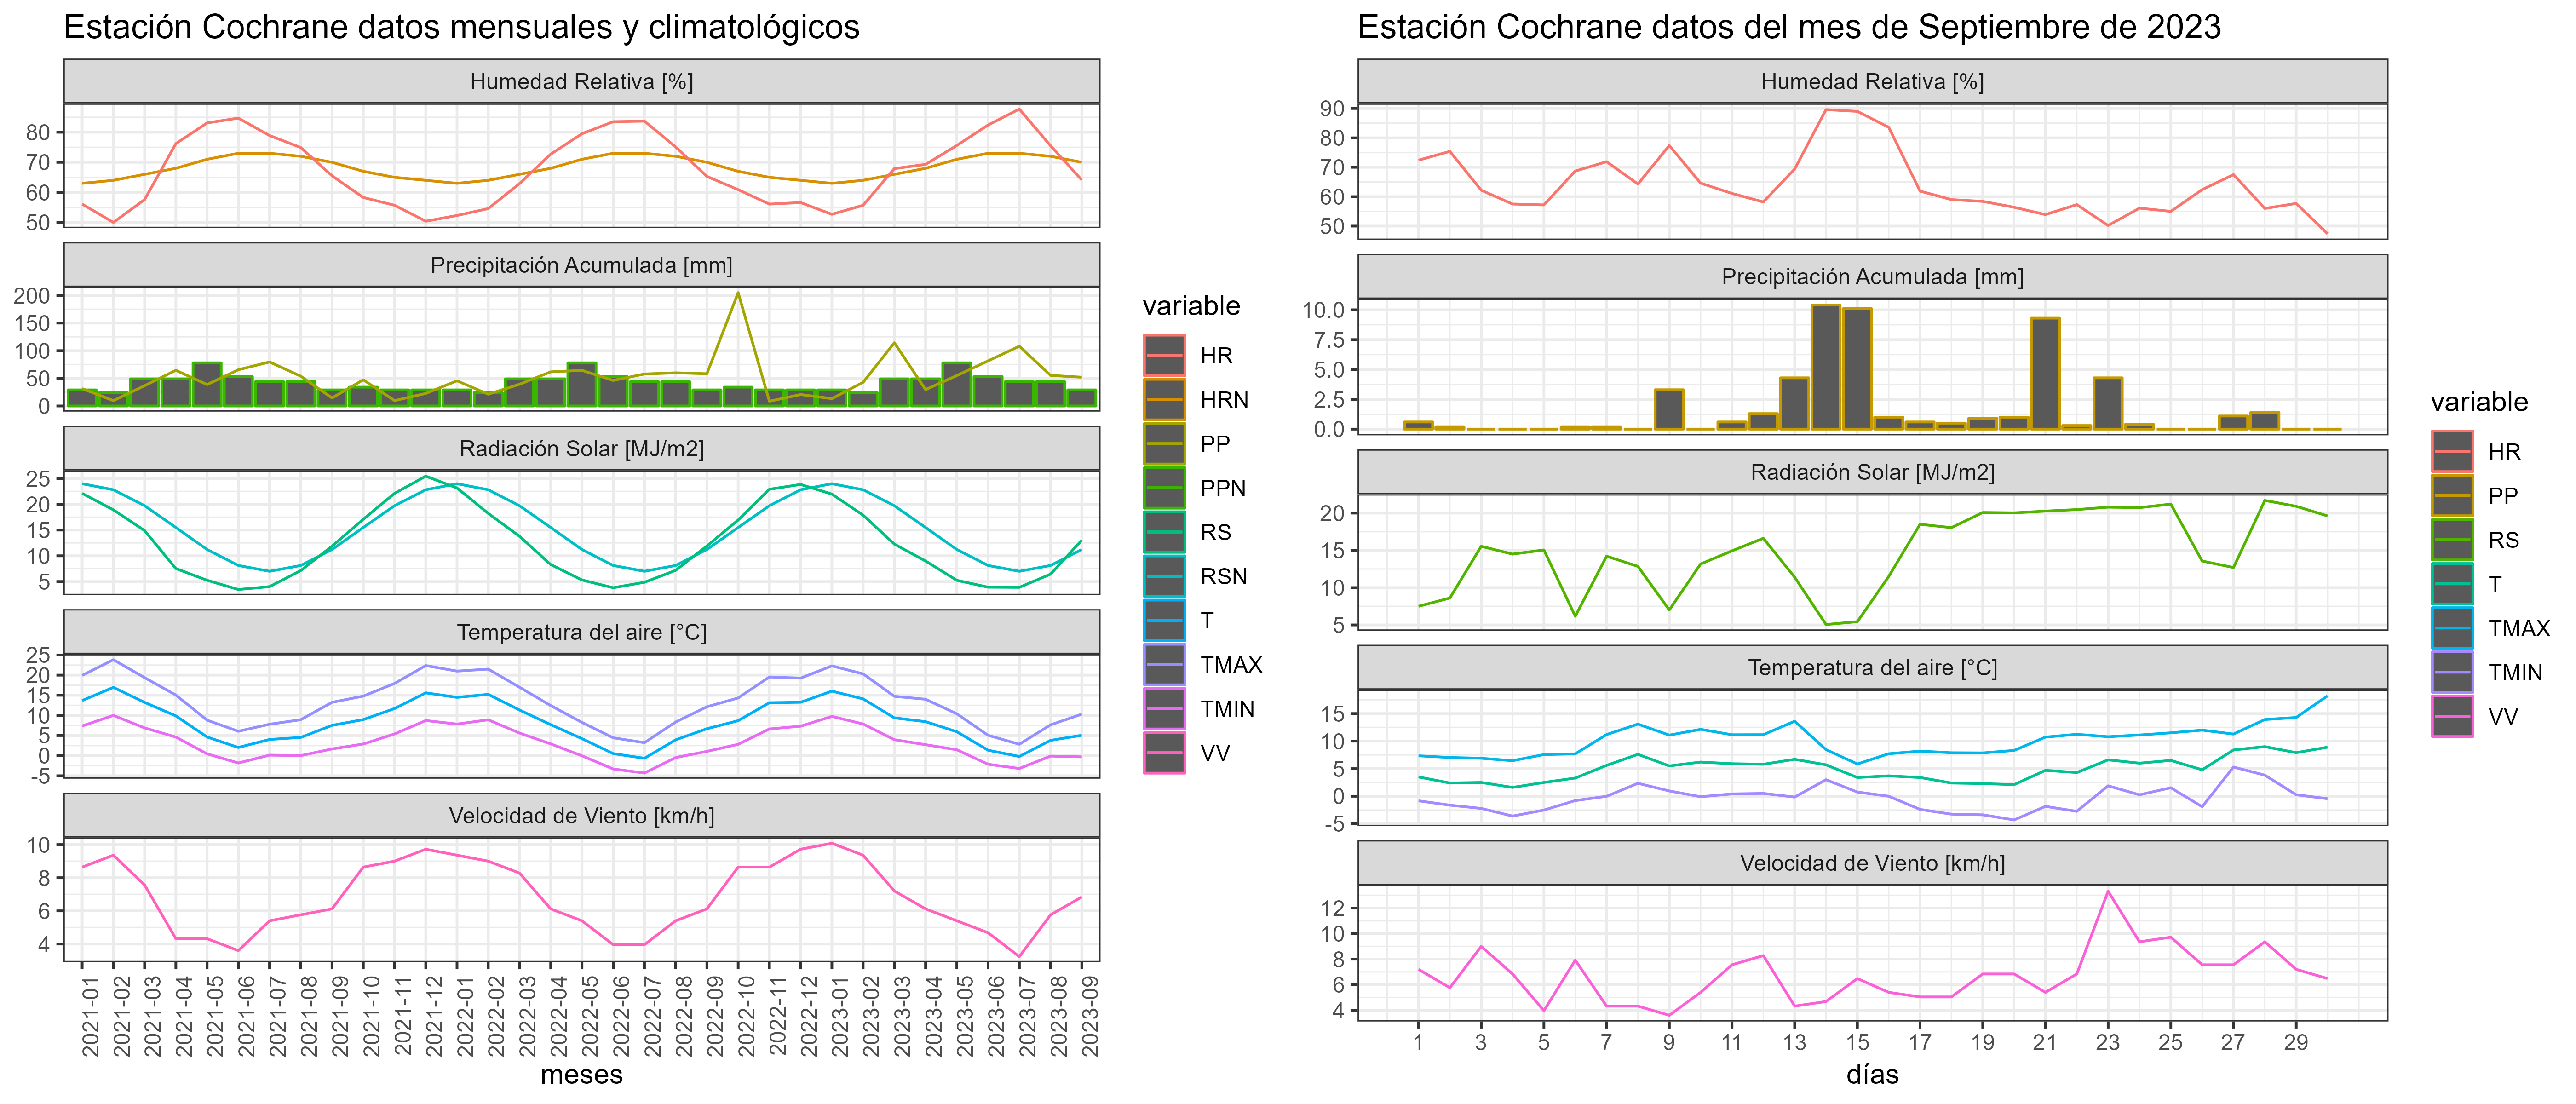 Estación Cochrane datos mensuales y climatológicos
Humedad Relativa [%]
80
70
60
50
Precipitación Acumulada [mm]
200
150
100
50
0
Radiación Solar [MJ/m2]
25
20
15
10
5
Temperatura del aire [°C]
25
20
15
10
5
0
-5
Velocidad de Viento [km/h]
10
8
6
4
2021-01
2021-02
2021-03
2021-04
2021-05
2021-06
2021-07
2021-08
2021-09
2021-10
2021-11
2021-12
2022-01
2022-02
2022-03
2022-04
2022-05
2022-06
2022-07
2022-08
2022-09
2022-10
2022-11
2022-12
2023-01
2023-02
2023-03
2023-04
2023-05
2023-06
2023-07
2023-08
2023-09
meses
variable
HR
HRN
PP
PPN
RS
RSN
T
TMAX
TMIN
VV
Estación Cochrane datos del mes de Septiembre de 2023
Humedad Relativa [%]
90
80
70
60
50
Precipitación Acumulada [mm]
10.0
7.5
5.0
2.5
0.0
Radiación Solar [MJ/m2]
20
15
10
5
Temperatura del aire [°C]
15
10
5
0
-5
Velocidad de Viento [km/h]
12
10
8
6
4
1 3 5 7 9 11 13 15 17 19 21 23 25 27 29
días
variable
HR
PP
RS
T
TMAX
TMIN
VV